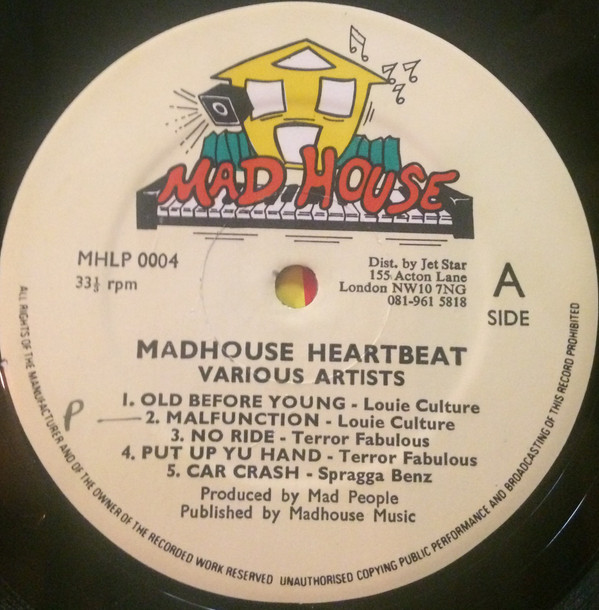 MAD HOUSE
MHLP 0004
33⅓ rpm
Dist. by Jet Star
155 Acton Lane
London NW10 7NG
081-961 5818
A
SIDE
MADHOUSE HEARTBEAT
VARIOUS ARTISTS
1. OLD BEFORE YOUNG - Louie Culture
2. MALFUNCTION - Louie Culture
3. NO RIDE - Terror Fabulous
4. PUT UP YU HAND - Terror Fabulous
5. CAR CRASH - Spragga Benz
Produced by Mad People
Published by Madhouse Music
P
ALL RIGHTS OF THE MANUFACTURER AND OF THE OWNER OF THE RECORDED WORK RESERVED UNAUTHORISED COPYING PUBLIC PERFORMANCE AND BROADCASTING OF THIS RECORD PROHIBITED